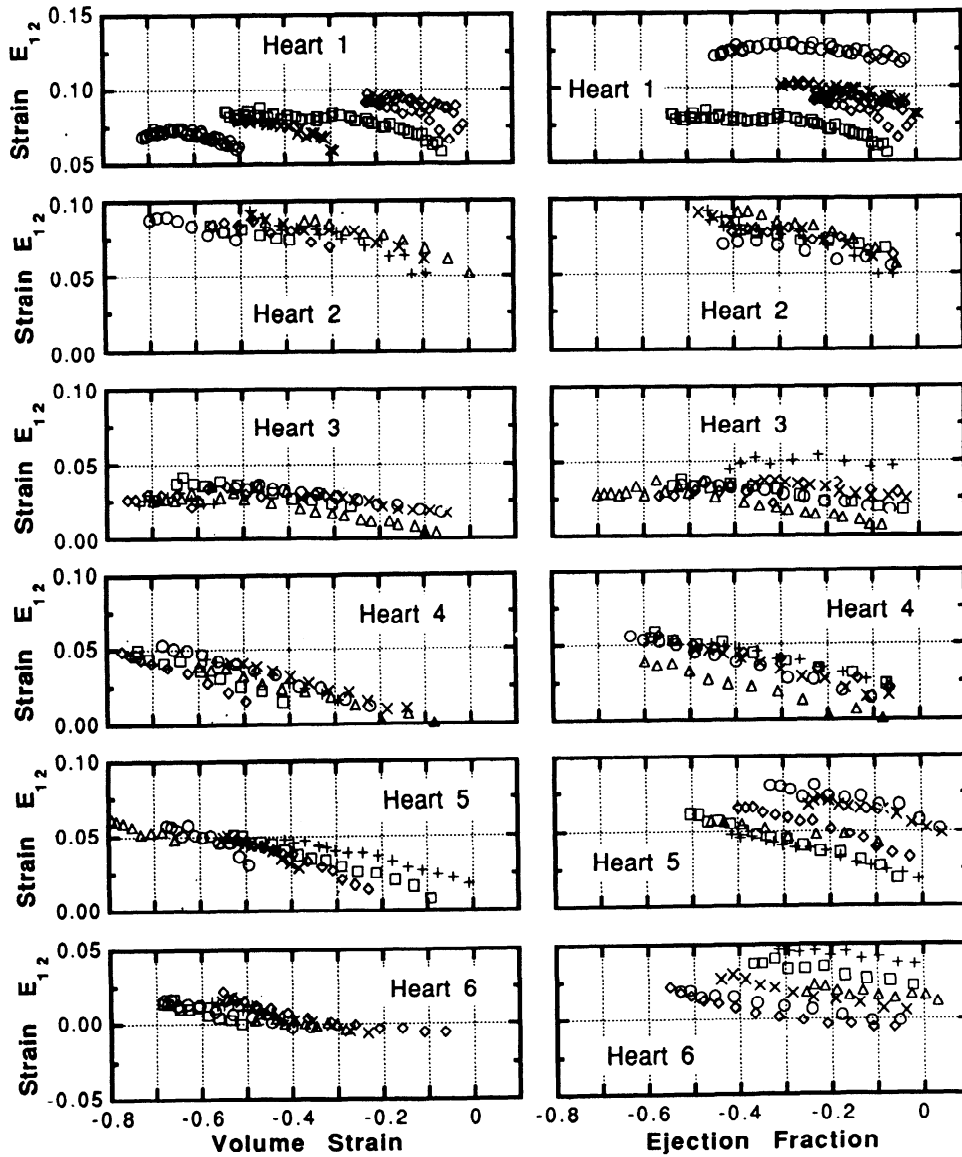 Strain E12
0.15
0.10
0.05
Heart 1
Heart 1
Strain E12
0.10
0.05
0.00
Heart 2
Heart 2
Strain E12
0.10
0.05
0.00
Heart 3
Heart 3
Strain E12
0.10
0.05
0.00
Heart 4
Heart 4
Strain E12
0.10
0.05
0.00
Heart 5
Heart 5
Strain E12
0.05
0.00
-0.05
Heart 6
Heart 6
-0.8 -0.6 -0.4 -0.2 0
-0.8 -0.6 -0.4 -0.2 0
Volume Strain
Ejection Fraction